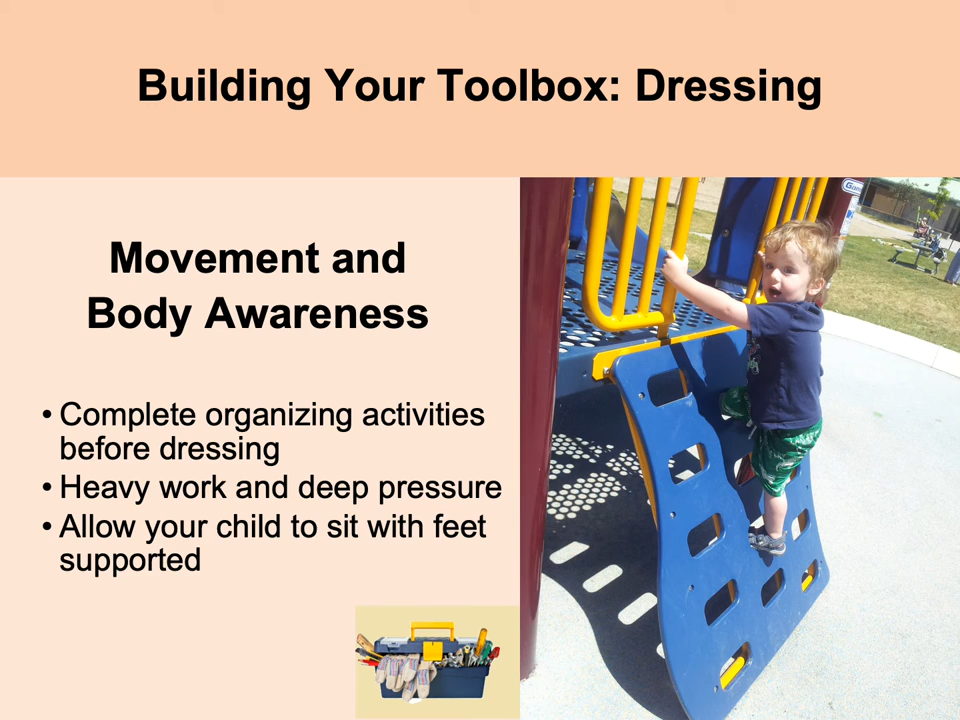 Building Your Toolbox: Dressing
Movement and
Body Awareness
• Complete organizing activities
before dressing
• Heavy work and deep pressure
• Allow your child to sit with feet
supported